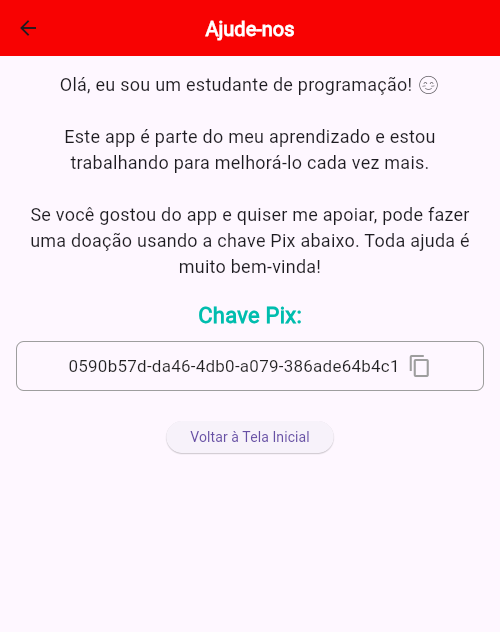 Ajude-nos
Olá, eu sou um estudante de programação! 😊
Este app é parte do meu aprendizado e estou
trabalhando para melhorá-lo cada vez mais.
Se você gostou do app e quiser me apoiar, pode fazer
uma doação usando a chave Pix abaixo. Toda ajuda é
muito bem-vinda!
Chave Pix:
0590b57d-da46-4db0-a079-386ade64b4c1
Voltar à Tela Inicial